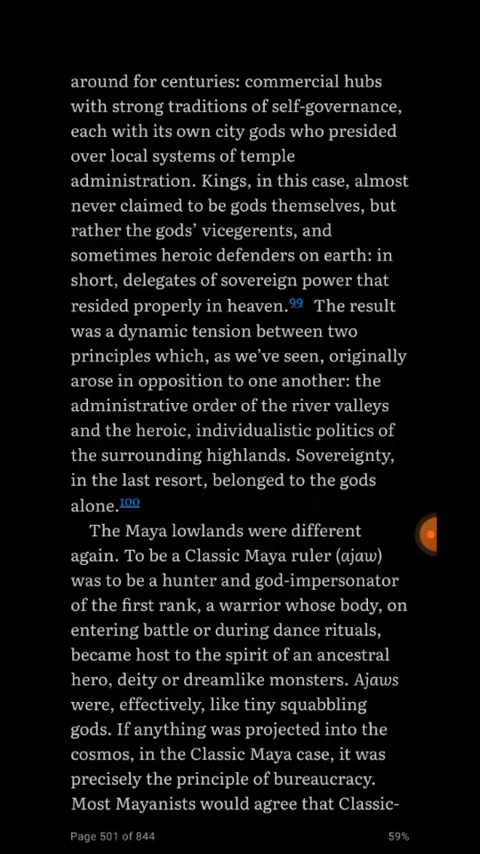 around for centuries: commercial hubs
with strong traditions of self-governance,
each with its own city gods who presided
over local systems of temple
administration. Kings, in this case, almost
never claimed to be gods themselves, but
rather the gods’ vicegerents, and
sometimes heroic defenders on earth: in
short, delegates of sovereign power that
resided properly in heaven.99 The result
was a dynamic tension between two
principles which, as we’ve seen, originally
arose in opposition to one another: the
administrative order of the river valleys
and the heroic, individualistic politics of
the surrounding highlands. Sovereignty,
in the last resort, belonged to the gods
alone.100
The Maya lowlands were different
again. To be a Classic Maya ruler (ajaw)
was to be a hunter and god-impersonator
of the first rank, a warrior whose body, on
entering battle or during dance rituals,
became host to the spirit of an ancestral
hero, deity or dreamlike monsters. Ajaws
were, effectively, like tiny squabbling
gods. If anything was projected into the
cosmos, in the Classic Maya case, it was
precisely the principle of bureaucracy.
Most Mayanists would agree that Classic-
Page 501 of 844
59%